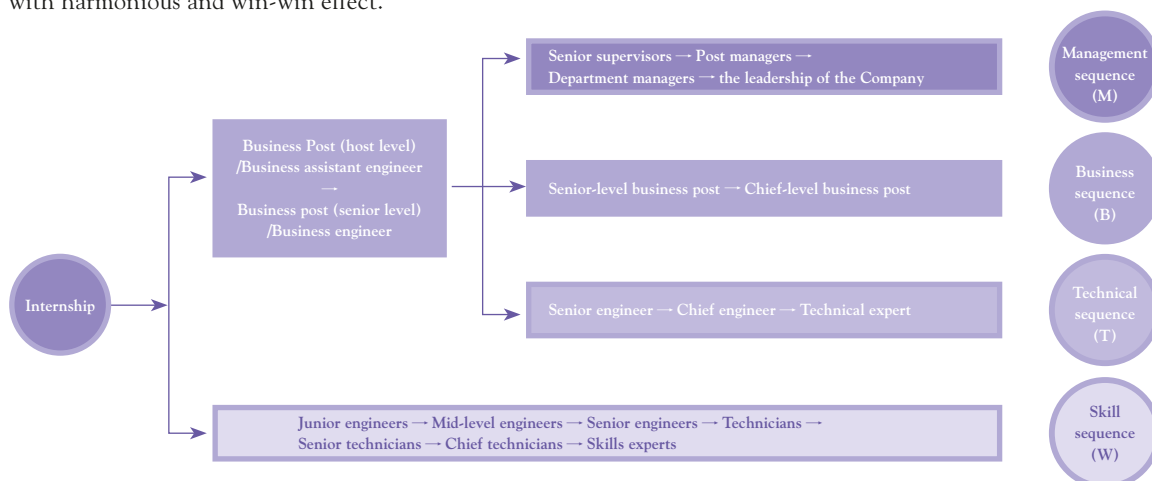 with harmonious and win-win effect.
Senior supervisors → Post managers →
Department managers → the leadership of the Company
Management
sequence
(M)
Business Post (host level)
/Business assistant engineer
→
Business post (senior level)
/Business engineer
Senior-level business post → Chief-level business post
Business
sequence
(B)
Internship
Senior engineer → Chief engineer → Technical expert
Technical
sequence
(T)
Junior engineers → Mid-level engineers → Senior engineers → Technicians →
Senior technicians → Chief technicians → Skills experts
Skill
sequence
(W)